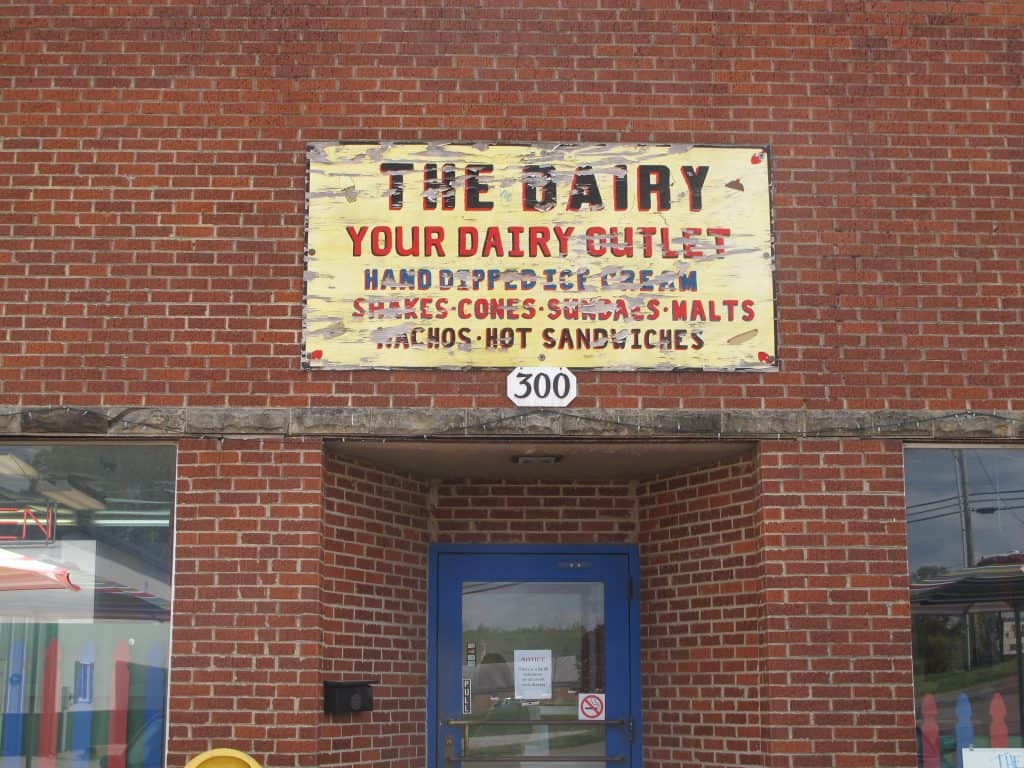 THE DAIRY
YOUR DAIRY OUTLET
HAND DIPPED ICE CREAM
SHAKES·CONES·SUNDAES·MALTS
NACHOS·HOT SANDWICHES
300
NOTICE
PULL
THE